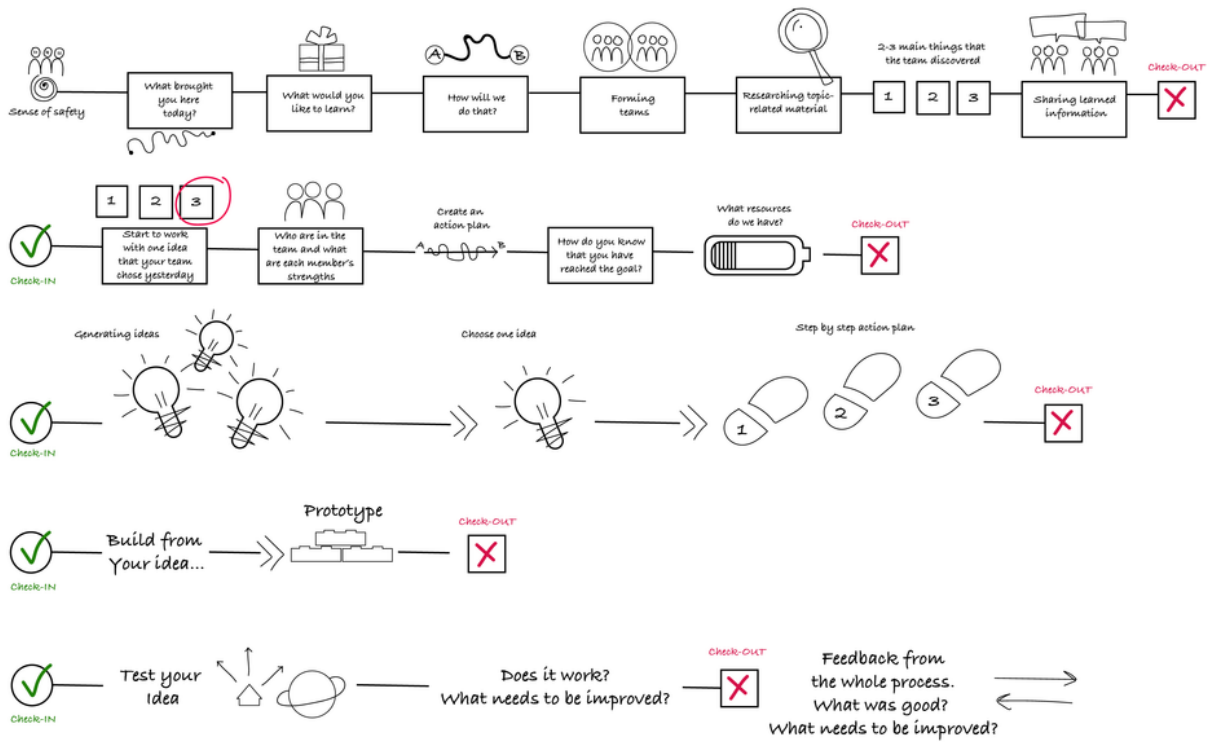 Sense of safety
What brought
you here
today?
What would you
like to learn?
A
B
How will we
do that?
Forming
teams
Researching topic-
related material
2-3 main things that
the team discovered
1
2
3
Sharing learned
information
Check-OUT
Check-IN
1
2
3
Start to work
with one idea
that your team
chose yesterday
Who are in the
team and what
are each member's
strengths
Create an
action plan
A
B
How do you know
that you have
reached the goal?
What resources
do we have?
Check-OUT
Check-IN
Generating ideas
Choose one idea
Step by step action plan
1
2
3
Check-OUT
Check-IN
Build from
Your idea...
Prototype
Check-OUT
Check-IN
Test your
Idea
Does it work?
What needs to be improved?
Check-OUT
Feedback from
the whole process.
What was good?
What needs to be improved?